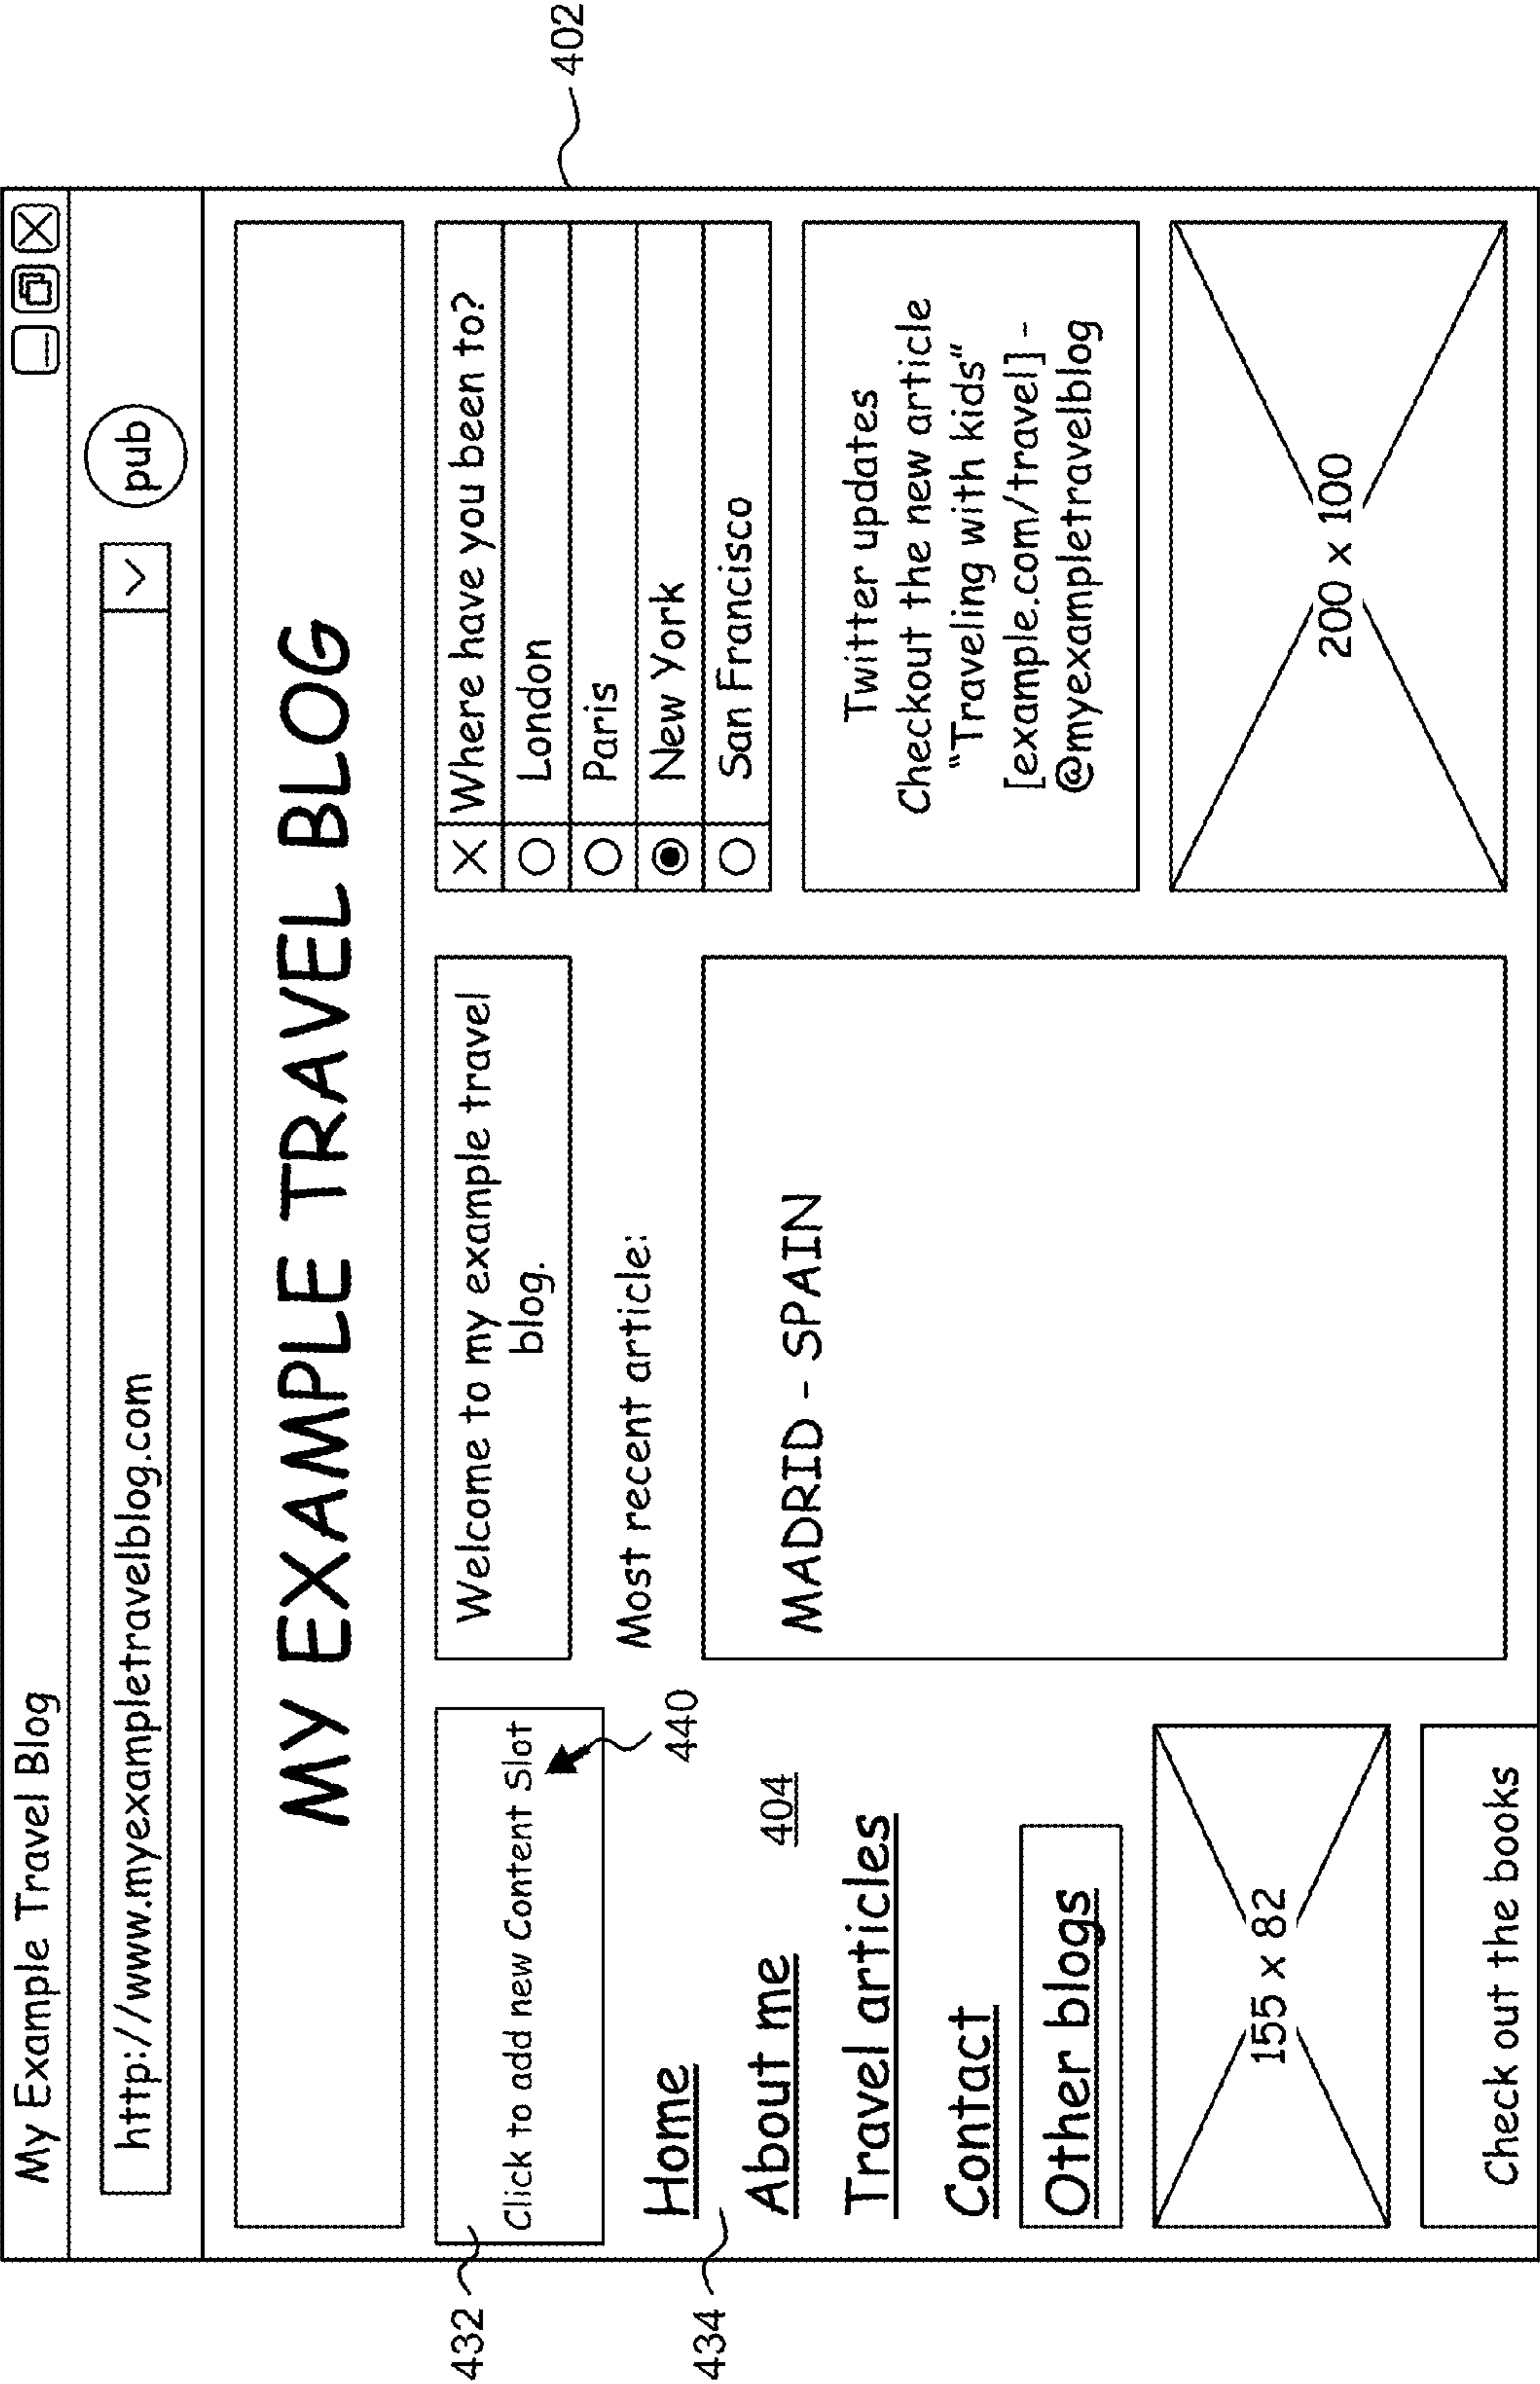 My Example Travel Blog
http://www.myexampletravelblog.com
pub
MY EXAMPLE TRAVEL BLOG
402
432
Click to add new Content Slot
440
434
Home
About me
404
Travel articles
Contact
Other blogs
155 x 82
Check out the books
Welcome to my example travel
blog.
Most recent article:
MADRID - SPAIN
X Where have you been to?
London
Paris
New York
San Francisco
Twitter updates
Checkout the new article
"Traveling with kids"
[example.com/travel] -
@myexampletravelblog
200 x 100